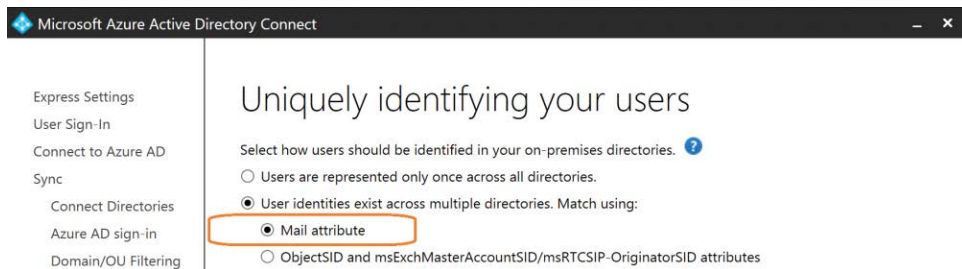 Microsoft Azure Active Directory Connect
Express Settings
User Sign-In
Connect to Azure AD
Sync
Connect Directories
Azure AD sign-in
Domain/OU Filtering
Uniquely identifying your users
Select how users should be identified in your on-premises directories. ?
Users are represented only once across all directories.
User identities exist across multiple directories. Match using:
Mail attribute
ObjectSID and msExchMasterAccountSID/msRTCSIP-OriginatorSID attributes